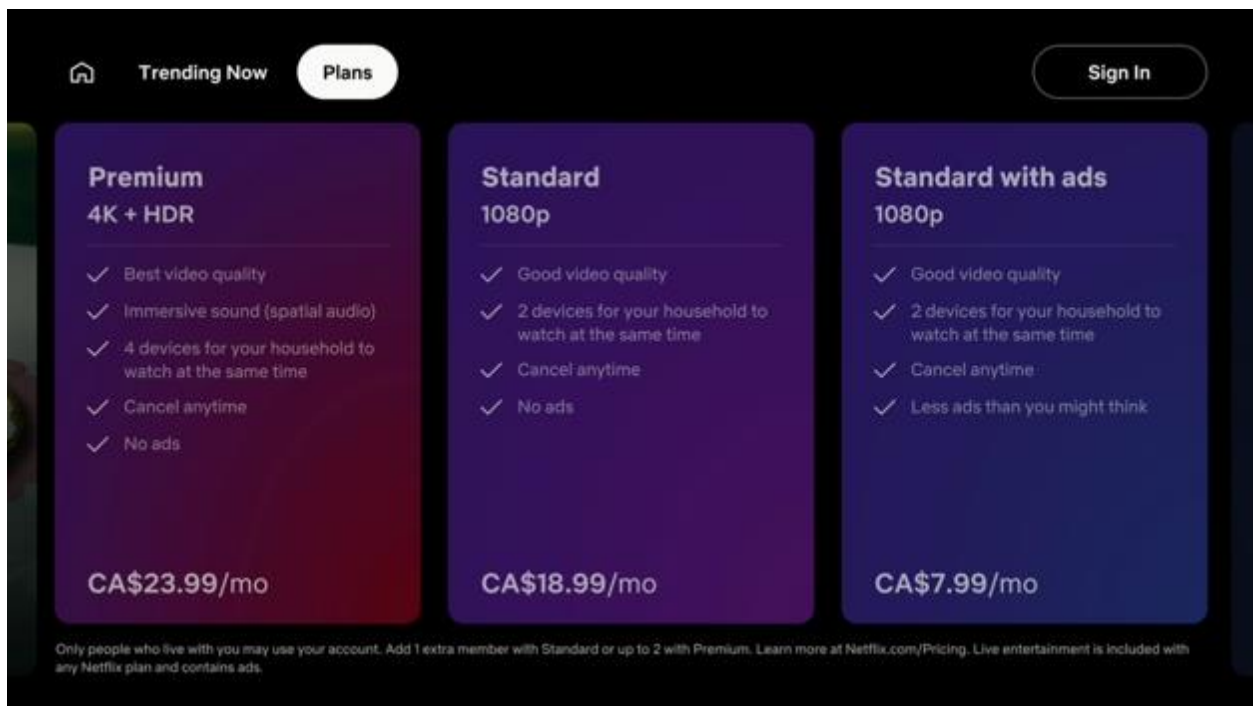 Trending Now
Plans
Sign In
Premium
4K + HDR
Best video quality
Immersive sound (spatial audio)
4 devices for your household to
watch at the same time
Cancel anytime
No ads
CA$23.99/mo
Standard
1080p
Good video quality
2 devices for your household to
watch at the same time
Cancel anytime
No ads
CA$18.99/mo
Standard with ads
1080p
Good video quality
2 devices for your household to
watch at the same time
Cancel anytime
Less ads than you might think
CA$7.99/mo
Only people who live with you may use your account. Add 1 extra member with Standard or up to 2 with Premium. Learn more at Netflix.com/Pricing. Live entertainment is included with
any Netflix plan and contains ads.